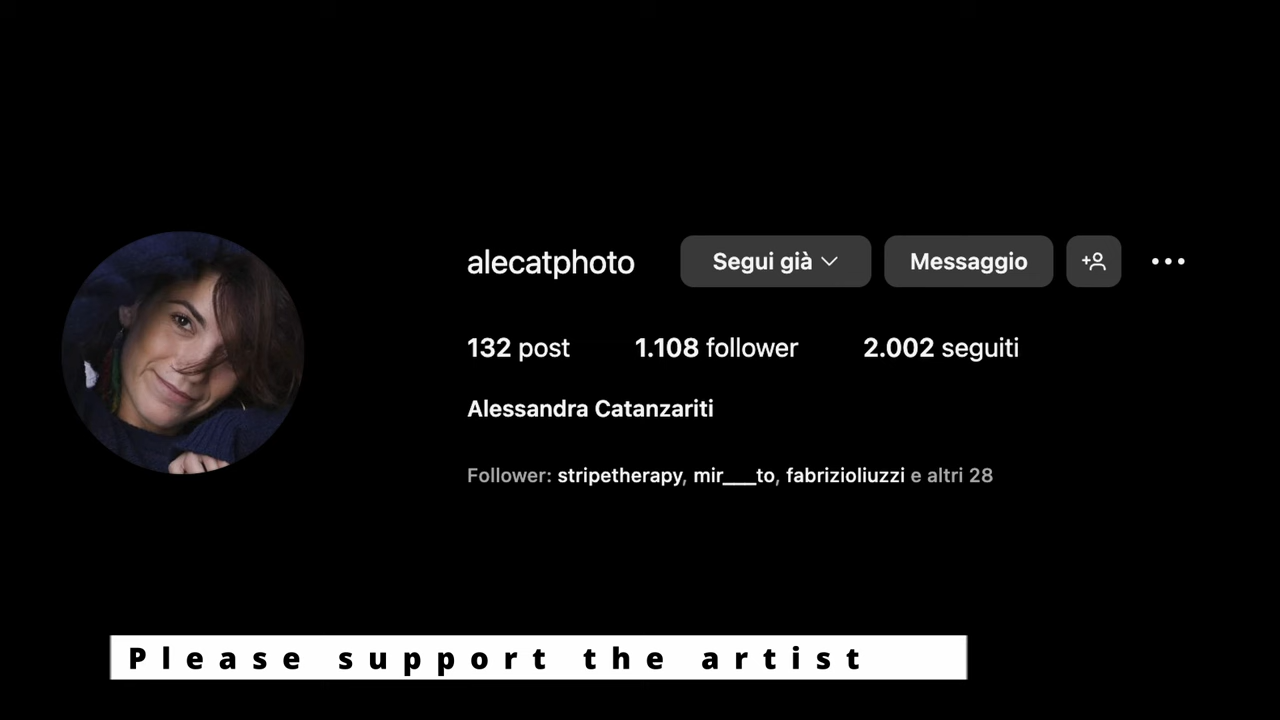 alecatphoto Segui già Messaggio
132 post 1.108 follower 2.002 seguiti
Alessandra Catanzariti
Follower: stripetherapy, mir___to, fabrizioliuzzi e altri 28
Please support the artist